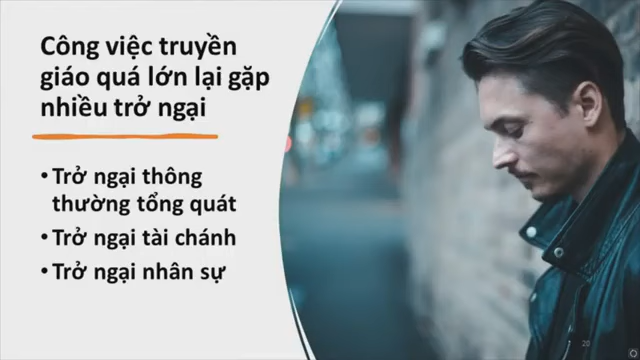 Công việc truyền
giáo quá lớn lại gặp
nhiều trở ngại
• Trở ngại thông
thường tổng quát
• Trở ngại tài chánh
• Trở ngại nhân sự
20